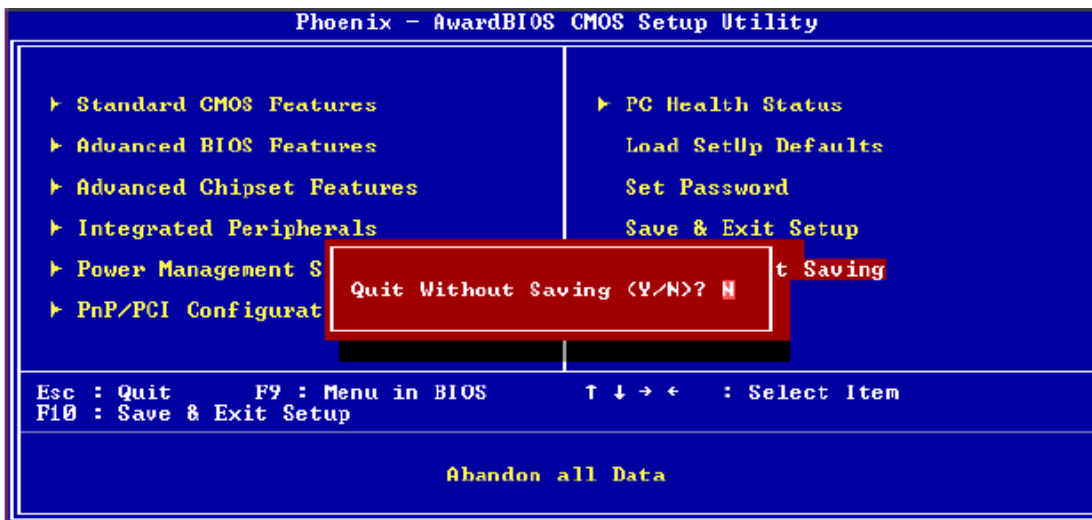 Phoenix - AwardBIOS CMOS Setup Utility
Standard CMOS Features
Advanced BIOS Features
Advanced Chipset Features
Integrated Peripherals
Power Management S
PnP/PCI Configurat
PC Health Status
Load SetUp Defaults
Set Password
Save & Exit Setup
t Saving
Quit Without Saving (Y/N)? N
Esc : Quit F9 : Menu in BIOS ↑ ↓ → ← : Select Item
F10 : Save & Exit Setup
Abandon all Data